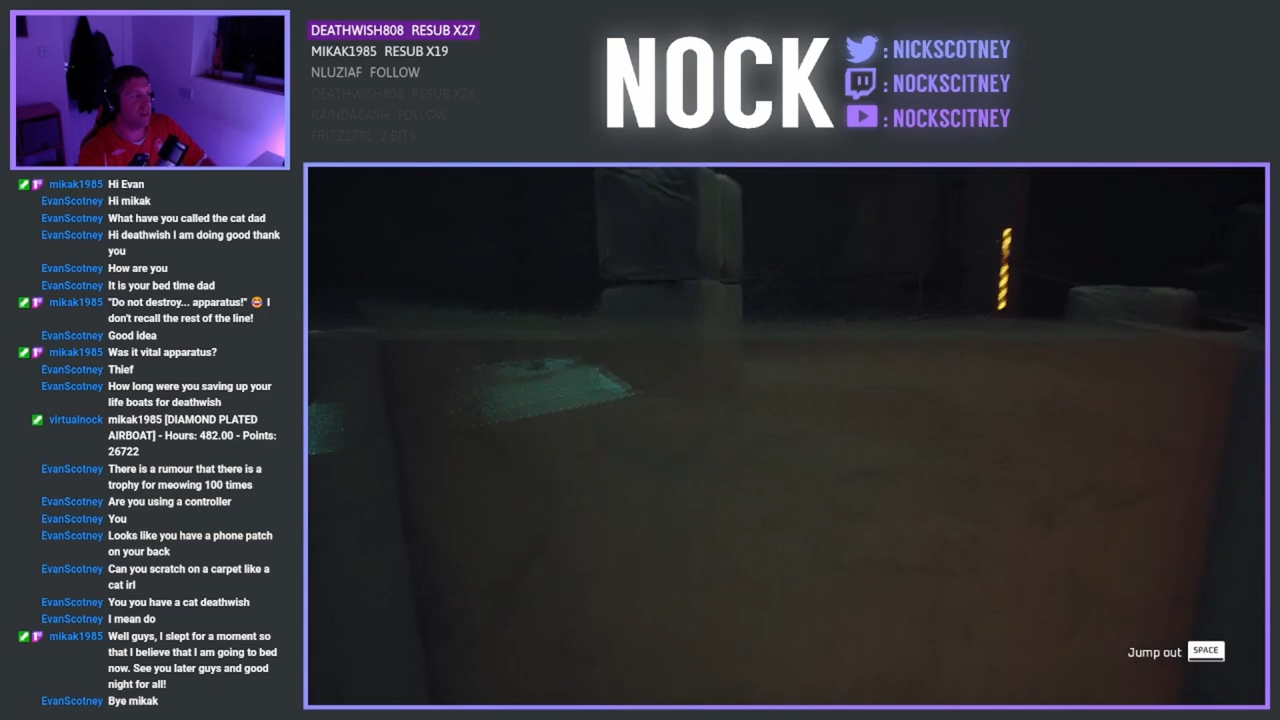 DEATHWISH808 RESUB X27
MIKAK1985 RESUB X19
NLUZIAF FOLLOW
DEATHWISH808 RESUB X26
RAINDACASH FOLLOW
FRITZ1791 2 BITS
NOCK
: NICKSCOTNEY
: NOCKSCITNEY
: NOCKSCITNEY
mikak1985 Hi Evan
EvanScotney Hi mikak
EvanScotney What have you called the cat dad
EvanScotney Hi deathwish I am doing good thank
you
EvanScotney How are you
EvanScotney It is your bed time dad
mikak1985 "Do not destroy... apparatus!" 😂 I
don't recall the rest of the line!
EvanScotney Good idea
mikak1985 Was it vital apparatus?
EvanScotney Thief
EvanScotney How long were you saving up your
life boats for deathwish
virtualnock mikak1985 [DIAMOND PLATED
AIRBOAT] - Hours: 482.00 - Points:
26722
EvanScotney There is a rumour that there is a
trophy for meowing 100 times
EvanScotney Are you using a controller
EvanScotney You
EvanScotney Looks like you have a phone patch
on your back
EvanScotney Can you scratch on a carpet like a
cat irl
EvanScotney You you have a cat deathwish
EvanScotney I mean do
mikak1985 Well guys, I slept for a moment so
that I believe that I am going to bed
now. See you later guys and good
night for all!
EvanScotney Bye mikak
Jump out SPACE